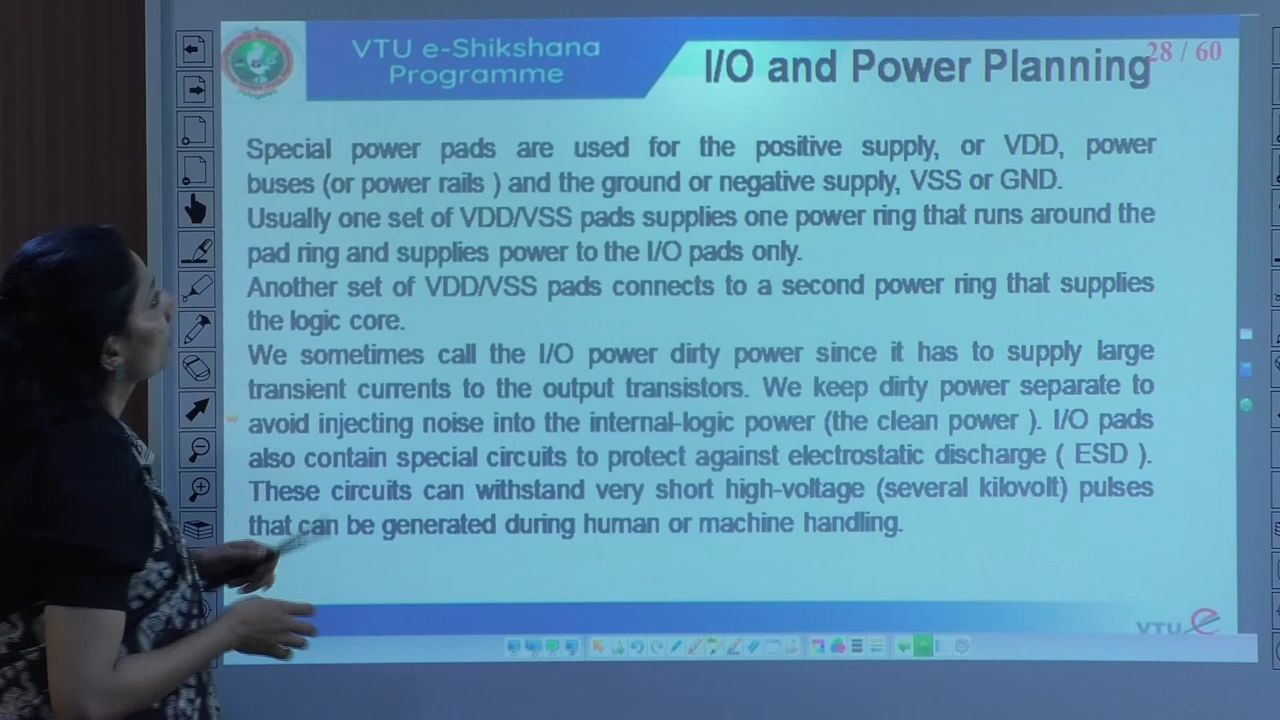 VTU e-Shikshana
Programme
I/O and Power Planning
28 / 60
Special power pads are used for the positive supply, or VDD, power
buses (or power rails ) and the ground or negative supply, VSS or GND.
Usually one set of VDD/VSS pads supplies one power ring that runs around the
pad ring and supplies power to the I/O pads only.
Another set of VDD/VSS pads connects to a second power ring that supplies
the logic core.
We sometimes call the I/O power dirty power since it has to supply large
transient currents to the output transistors. We keep dirty power separate to
avoid injecting noise into the internal-logic power (the clean power ). I/O pads
also contain special circuits to protect against electrostatic discharge ( ESD ).
These circuits can withstand very short high-voltage (several kilovolt) pulses
that can be generated during human or machine handling.
VTU e